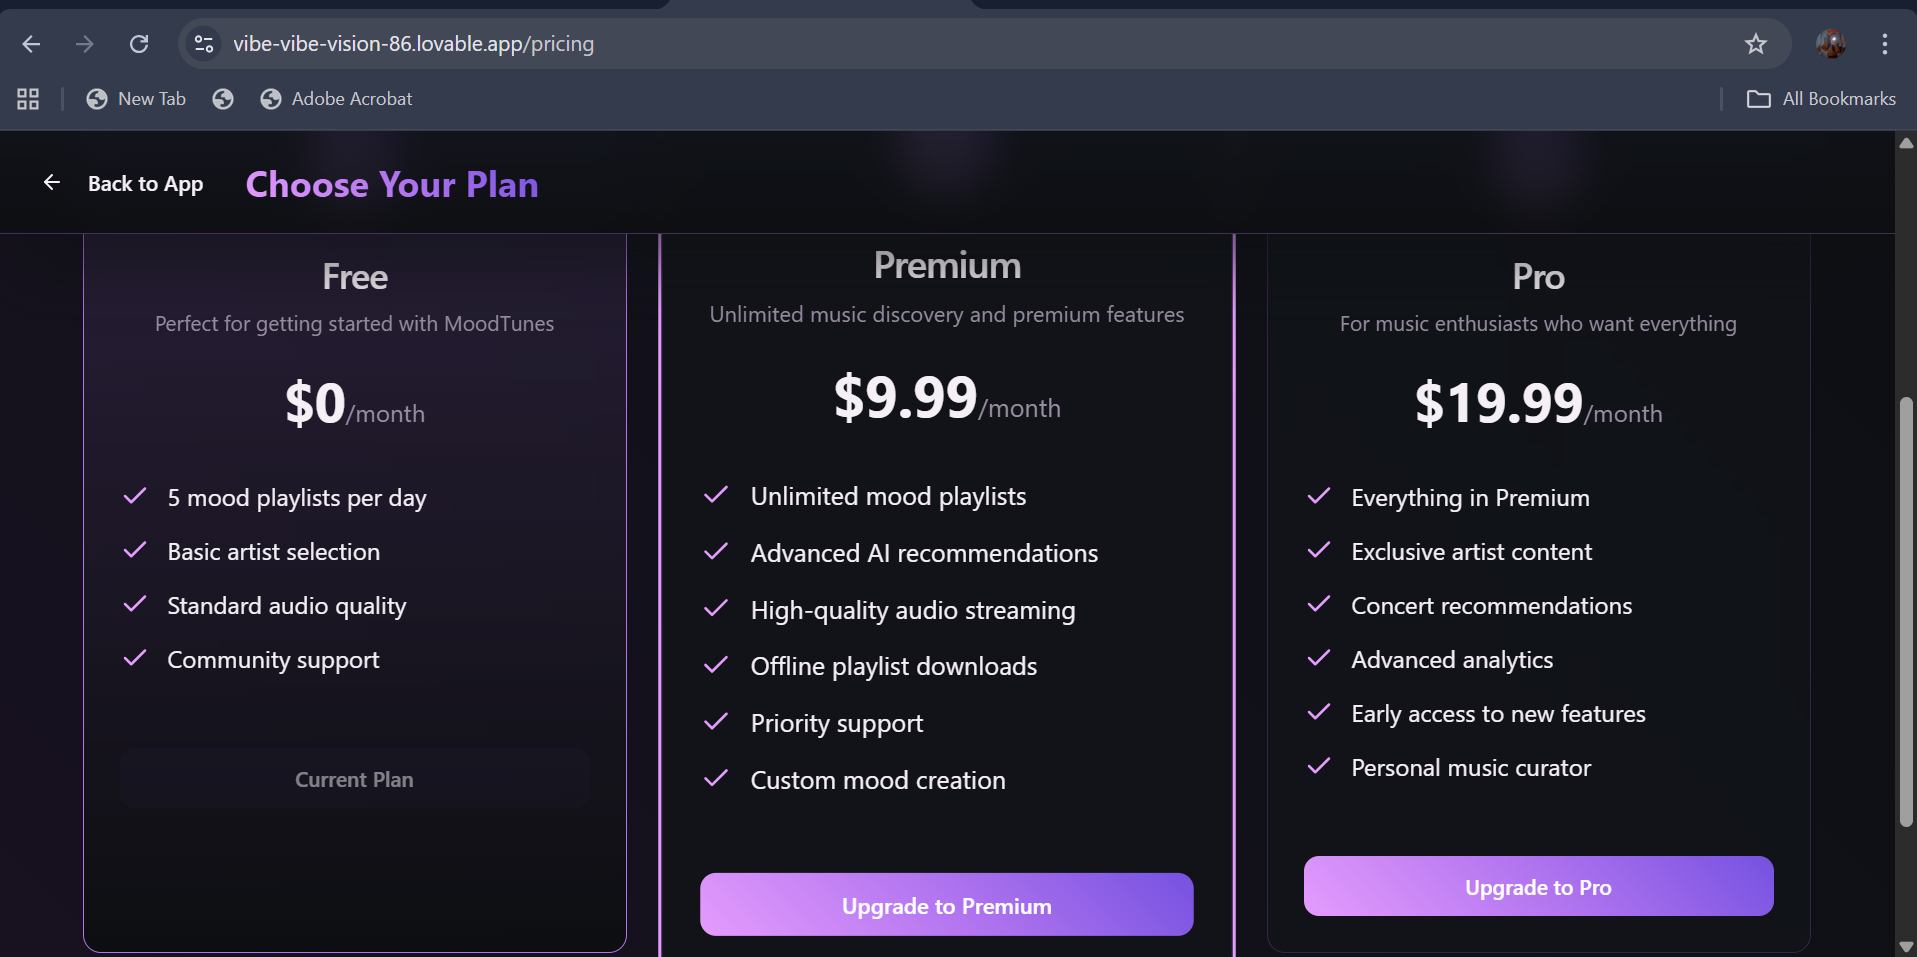 vibe-vibe-vision-86.lovable.app/pricing
New Tab
Adobe Acrobat
All Bookmarks
Back to App
Choose Your Plan
Free
Perfect for getting started with MoodTunes
$0/month
5 mood playlists per day
Basic artist selection
Standard audio quality
Community support
Current Plan
Premium
Unlimited music discovery and premium features
$9.99/month
Unlimited mood playlists
Advanced AI recommendations
High-quality audio streaming
Offline playlist downloads
Priority support
Custom mood creation
Upgrade to Premium
Pro
For music enthusiasts who want everything
$19.99/month
Everything in Premium
Exclusive artist content
Concert recommendations
Advanced analytics
Early access to new features
Personal music curator
Upgrade to Pro